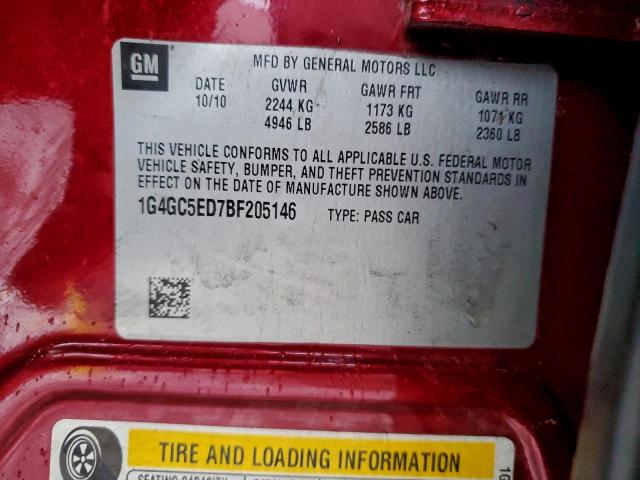 GM
MFD BY GENERAL MOTORS LLC
DATE GVWR GAWR FRT GAWR RR
10/10 2244 KG 1173 KG 1071 KG
4946 LB 2586 LB 2360 LB
THIS VEHICLE CONFORMS TO ALL APPLICABLE U.S. FEDERAL MOTOR
VEHICLE SAFETY, BUMPER, AND THEFT PREVENTION STANDARDS IN
EFFECT ON THE DATE OF MANUFACTURE SHOWN ABOVE.
1G4GC5ED7BF205146 TYPE: PASS CAR
TIRE AND LOADING INFORMATION
SEATING CAPACITY
1G